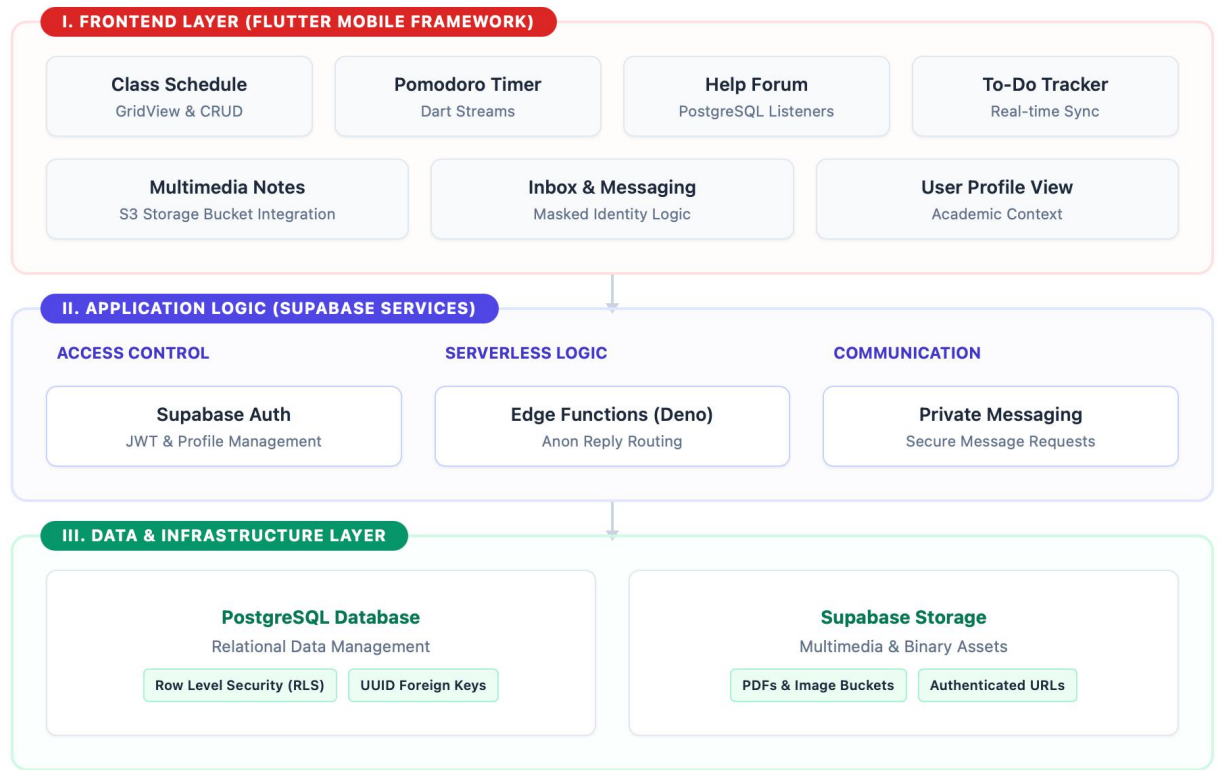 I. FRONTEND LAYER (FLUTTER MOBILE FRAMEWORK)
Class Schedule
GridView & CRUD
Pomodoro Timer
Dart Streams
Help Forum
PostgreSQL Listeners
To-Do Tracker
Real-time Sync
Multimedia Notes
S3 Storage Bucket Integration
Inbox & Messaging
Masked Identity Logic
User Profile View
Academic Context
II. APPLICATION LOGIC (SUPABASE SERVICES)
ACCESS CONTROL
Supabase Auth
JWT & Profile Management
SERVERLESS LOGIC
Edge Functions (Deno)
Anon Reply Routing
COMMUNICATION
Private Messaging
Secure Message Requests
III. DATA & INFRASTRUCTURE LAYER
PostgreSQL Database
Relational Data Management
Row Level Security (RLS)
UUID Foreign Keys
Supabase Storage
Multimedia & Binary Assets
PDFs & Image Buckets
Authenticated URLs